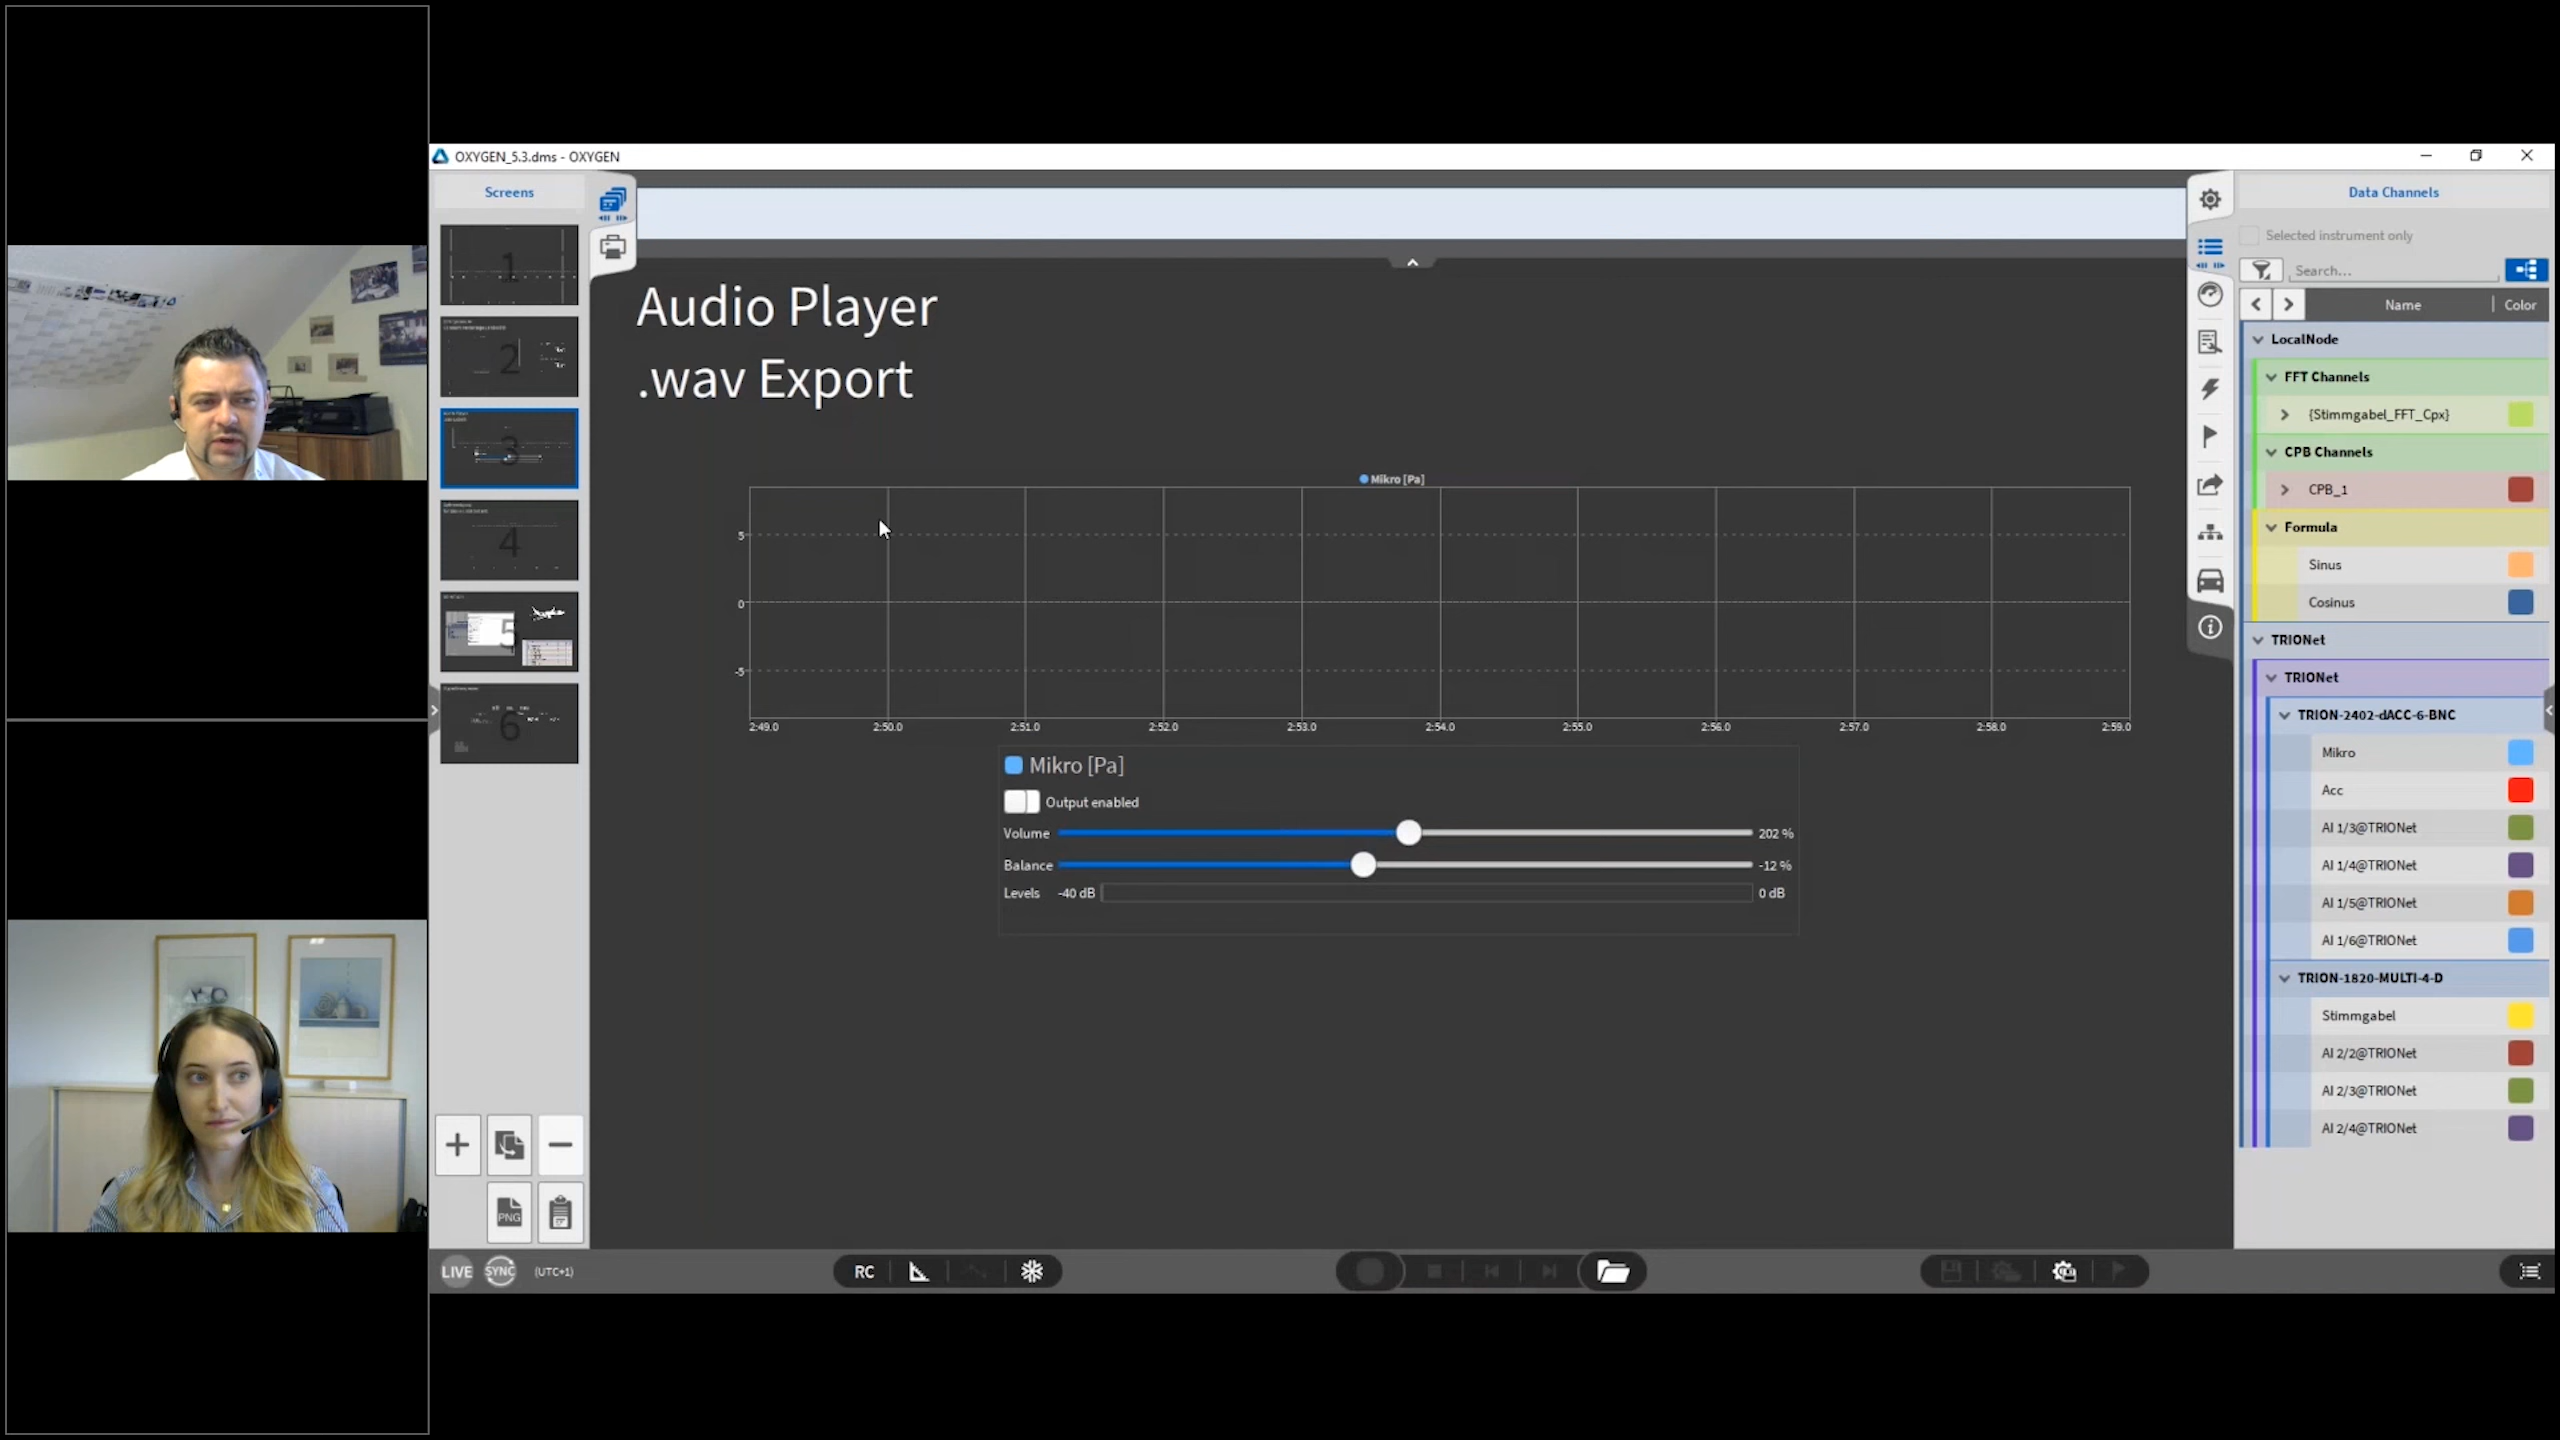 OXYGEN_5.3.dms - OXYGEN
Screens
1
2
3
4
5
6
PNG
Audio Player
.wav Export
Mikro [Pa]
5
0
-5
2:49.0 2:50.0 2:51.0 2:52.0 2:53.0 2:54.0 2:55.0 2:56.0 2:57.0 2:58.0 2:59.0
Mikro [Pa]
Output enabled
Volume 202 %
Balance -12 %
Levels -40 dB 0 dB
Data Channels
Selected instrument only
Search...
Name Color
LocalNode
FFT Channels
{Stimmgabel_FFT_Cpx}
CPB Channels
CPB_1
Formula
Sinus
Cosinus
TRIONet
TRIONet
TRION-2402-dACC-6-BNC
Mikro
Acc
AI 1/3@TRIONet
AI 1/4@TRIONet
AI 1/5@TRIONet
AI 1/6@TRIONet
TRION-1820-MULTI-4-D
Stimmgabel
AI 2/2@TRIONet
AI 2/3@TRIONet
AI 2/4@TRIONet
LIVE SYNC (UTC+1) RC